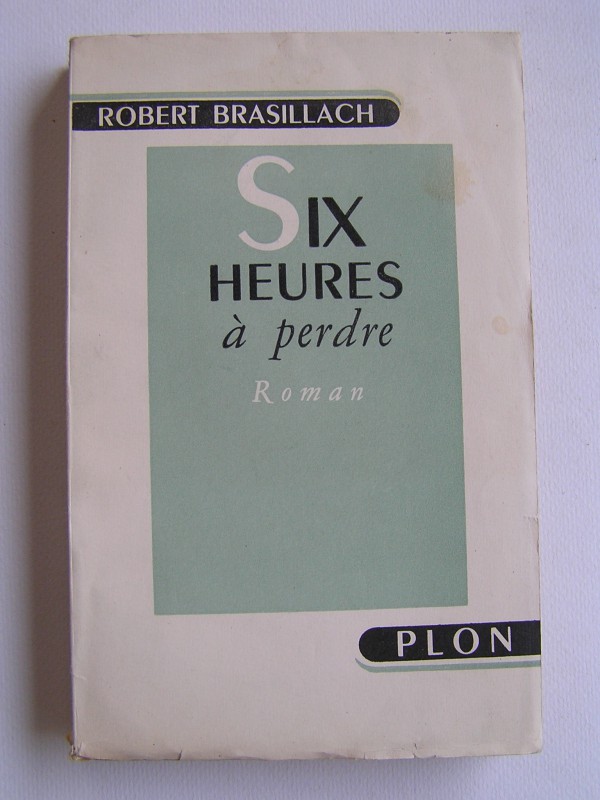 ROBERT BRASILLACH
SIX
HEURES
à perdre
Roman
PLON